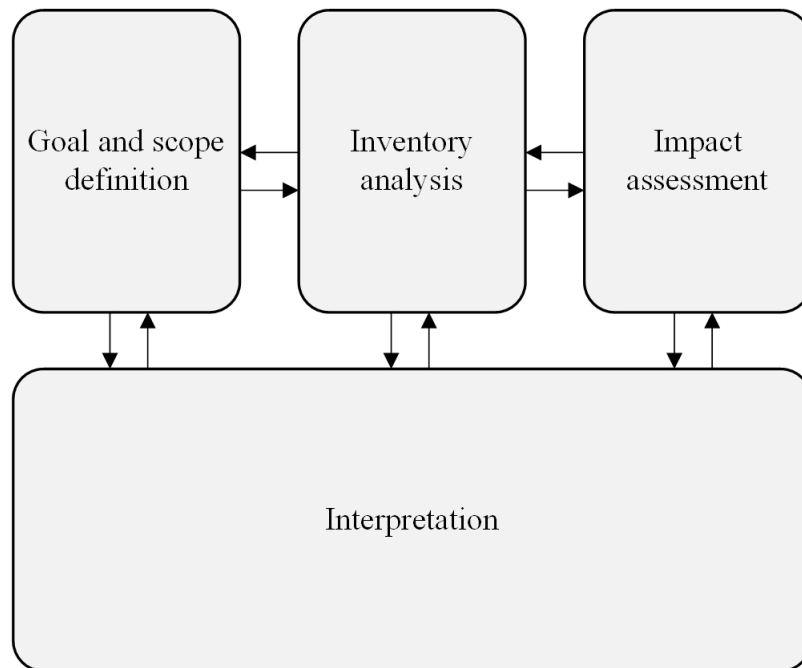 Goal and scope
definition
Inventory
analysis
Impact
assessment
Interpretation